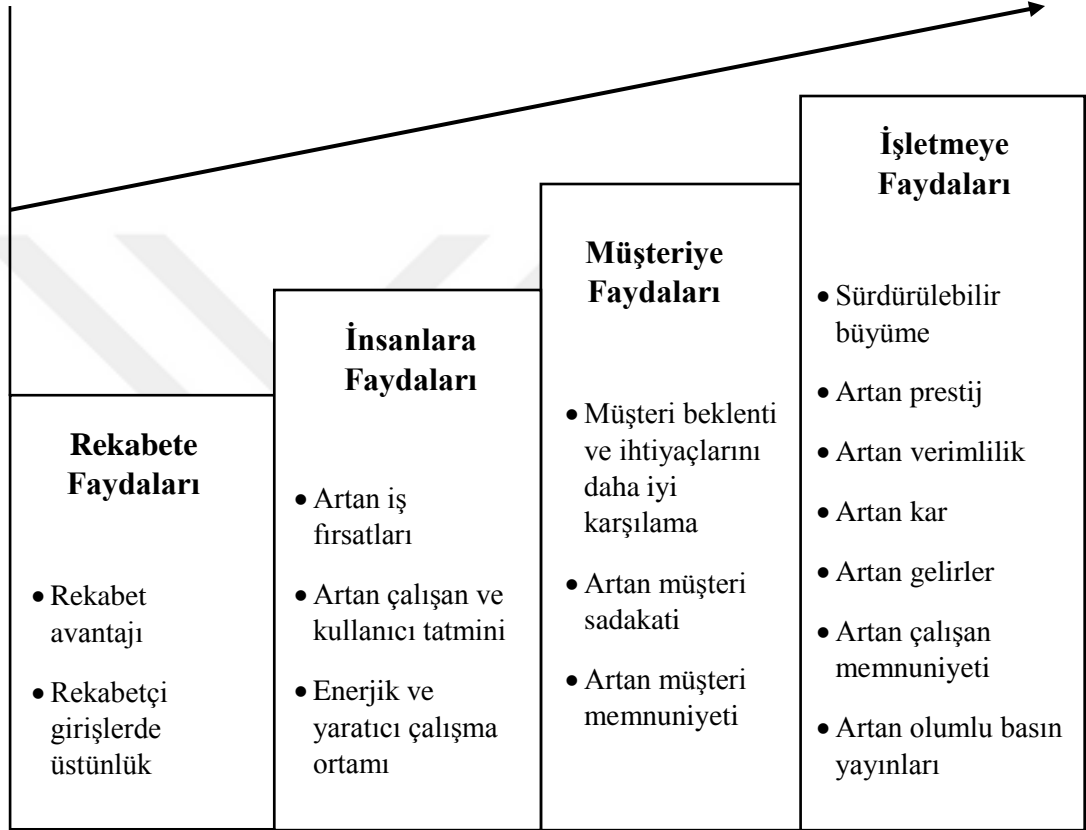 Rekabete
Faydaları
• Rekabet
avantajı
• Rekabetçi
girişlerde
üstünlük
İnsanlara
Faydaları
• Artan iş
fırsatları
• Artan çalışan ve
kullanıcı tatmini
• Enerjik ve
yaratıcı çalışma
ortamı
Müşteriye
Faydaları
• Müşteri beklenti
ve ihtiyaçlarını
daha iyi
karşılama
• Artan müşteri
sadakati
• Artan müşteri
memnuniyeti
İşletmeye
Faydaları
• Sürdürülebilir
büyüme
• Artan prestij
• Artan verimlilik
• Artan kar
• Artan gelirler
• Artan çalışan
memnuniyeti
• Artan olumlu basın
yayınları